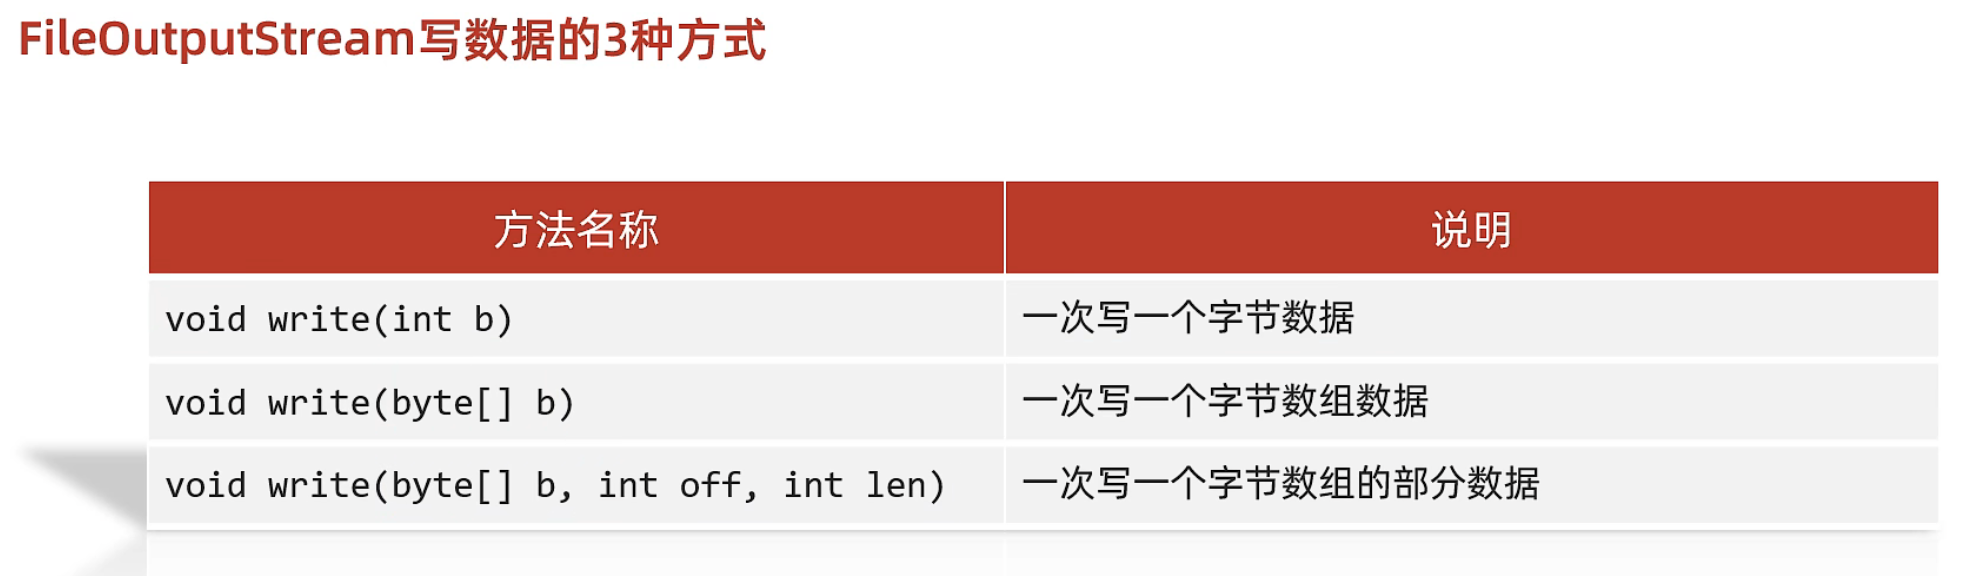 FileOutputStream写数据的3种方式
方法名称 说明
void write(int b) 一次写一个字节数据
void write(byte[] b) 一次写一个字节数组数据
void write(byte[] b, int off, int len) 一次写一个字节数组的部分数据